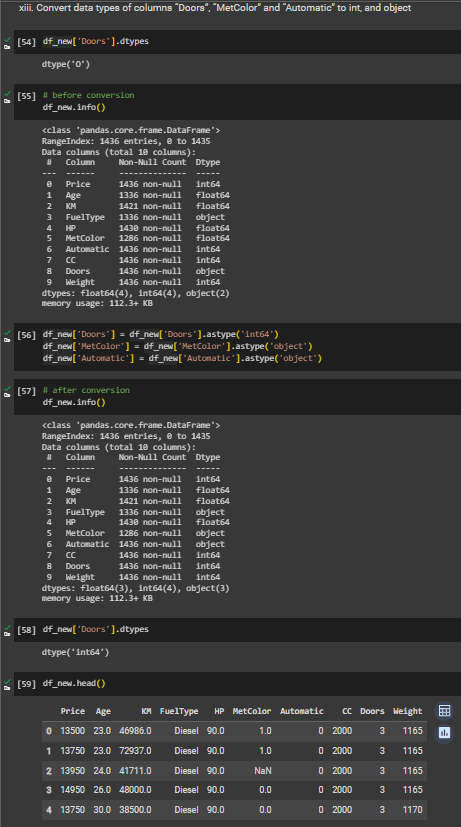 xiii. Convert data types of columns "Doors", "MetColor" and "Automatic" to int, and object
[54] df_new['Doors'].dtypes
dtype('O')
[55] # before conversion
df_new.info()
<class 'pandas.core.frame.DataFrame'>
RangeIndex: 1436 entries, 0 to 1435
Data columns (total 10 columns):
# Column Non-Null Count Dtype
--- ------ -------------- -----
0 Price 1436 non-null int64
1 Age 1336 non-null float64
2 KM 1421 non-null float64
3 FuelType 1336 non-null object
4 HP 1430 non-null float64
5 MetColor 1286 non-null float64
6 Automatic 1436 non-null int64
7 CC 1436 non-null int64
8 Doors 1436 non-null object
9 Weight 1436 non-null int64
dtypes: float64(4), int64(4), object(2)
memory usage: 112.3+ KB
[56] df_new['Doors'] = df_new['Doors'].astype('int64')
df_new['MetColor'] = df_new['MetColor'].astype('object')
df_new['Automatic'] = df_new['Automatic'].astype('object')
[57] # after conversion
df_new.info()
<class 'pandas.core.frame.DataFrame'>
RangeIndex: 1436 entries, 0 to 1435
Data columns (total 10 columns):
# Column Non-Null Count Dtype
--- ------ -------------- -----
0 Price 1436 non-null int64
1 Age 1336 non-null float64
2 KM 1421 non-null float64
3 FuelType 1336 non-null object
4 HP 1430 non-null float64
5 MetColor 1286 non-null object
6 Automatic 1436 non-null object
7 CC 1436 non-null int64
8 Doors 1436 non-null int64
9 Weight 1436 non-null int64
dtypes: float64(3), int64(4), object(3)
memory usage: 112.3+ KB
[58] df_new['Doors'].dtypes
dtype('int64')
[59] df_new.head()
Price Age KM FuelType HP MetColor Automatic CC Doors Weight
0 13500 23.0 46986.0 Diesel 90.0 1.0 0 2000 3 1165
1 13750 23.0 72937.0 Diesel 90.0 1.0 0 2000 3 1165
2 13950 24.0 41711.0 Diesel 90.0 NaN 0 2000 3 1165
3 14950 26.0 48000.0 Diesel 90.0 0.0 0 2000 3 1165
4 13750 30.0 38500.0 Diesel 90.0 0.0 0 2000 3 1170